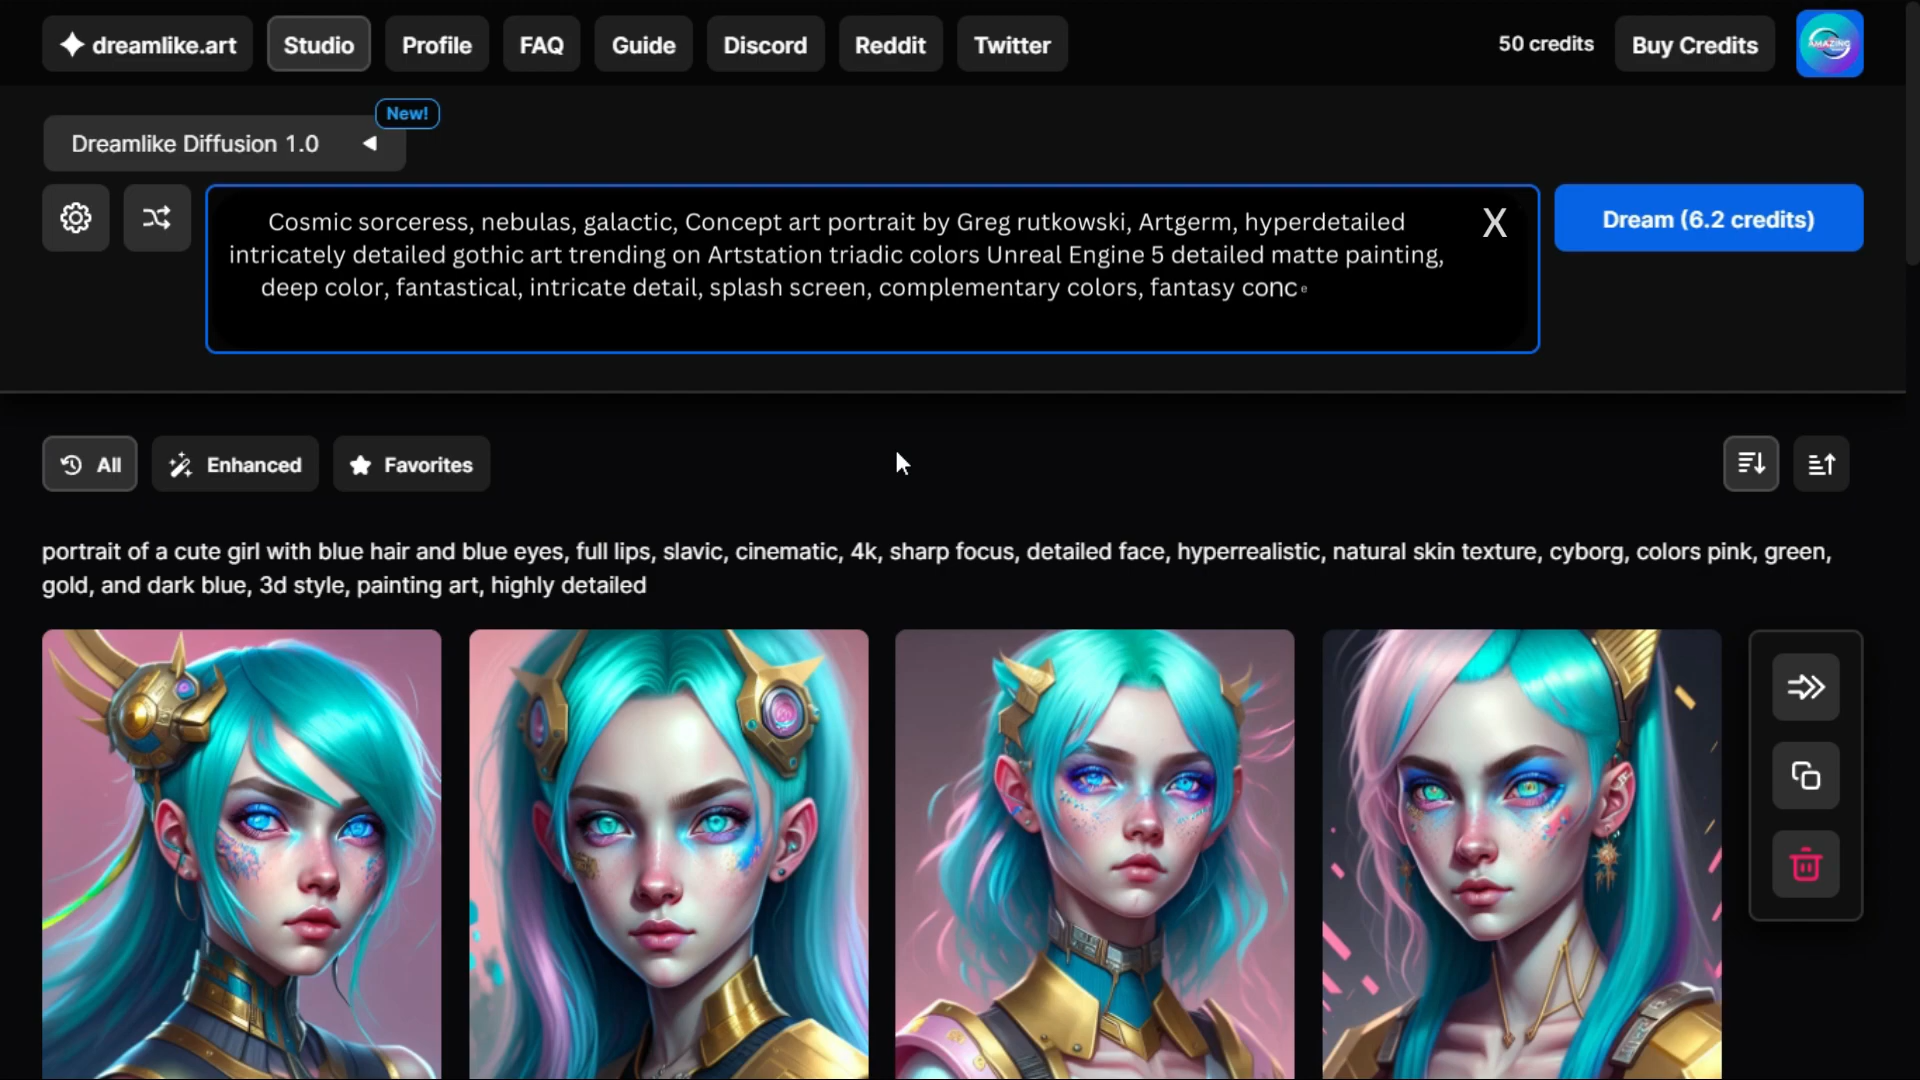 dreamlike.art Studio Profile FAQ Guide Discord Reddit Twitter 50 credits Buy Credits AMAZING
New!
Dreamlike Diffusion 1.0
Cosmic sorceress, nebulas, galactic, Concept art portrait by Greg rutkowski, Artgerm, hyperdetailed
intricately detailed gothic art trending on Artstation triadic colors Unreal Engine 5 detailed matte painting,
deep color, fantastical, intricate detail, splash screen, complementary colors, fantasy conce
X
Dream (6.2 credits)
All Enhanced Favorites
portrait of a cute girl with blue hair and blue eyes, full lips, slavic, cinematic, 4k, sharp focus, detailed face, hyperrealistic, natural skin texture, cyborg, colors pink, green,
gold, and dark blue, 3d style, painting art, highly detailed